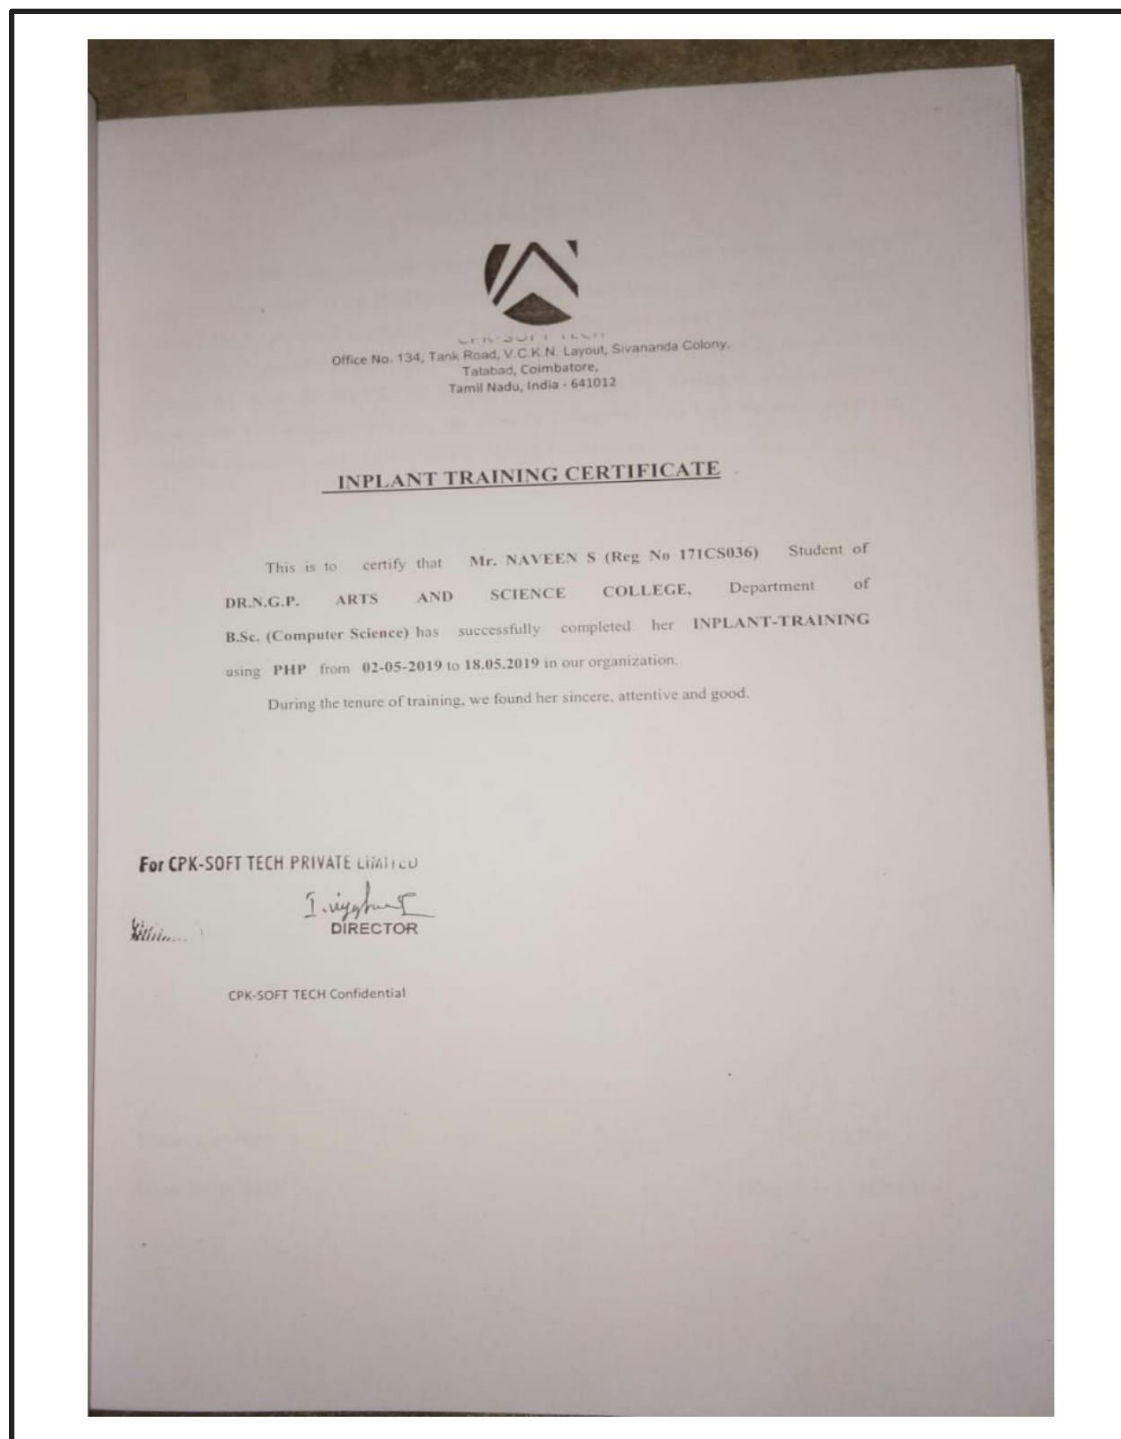 CPK-SOFT TECH
Office No. 134, Tank Road, V.C.K.N. Layout, Sivananda Colony,
Tatabad, Coimbatore,
Tamil Nadu, India - 641012
INPLANT TRAINING CERTIFICATE
This is to certify that Mr. NAVEEN S (Reg No 171CS036) Student of
DR.N.G.P. ARTS AND SCIENCE COLLEGE, Department of
B.Sc. (Computer Science) has successfully completed her INPLANT-TRAINING
using PHP from 02-05-2019 to 18.05.2019 in our organization.
During the tenure of training, we found her sincere, attentive and good.
For CPK-SOFT TECH PRIVATE LIMITED
DIRECTOR
CPK-SOFT TECH Confidential